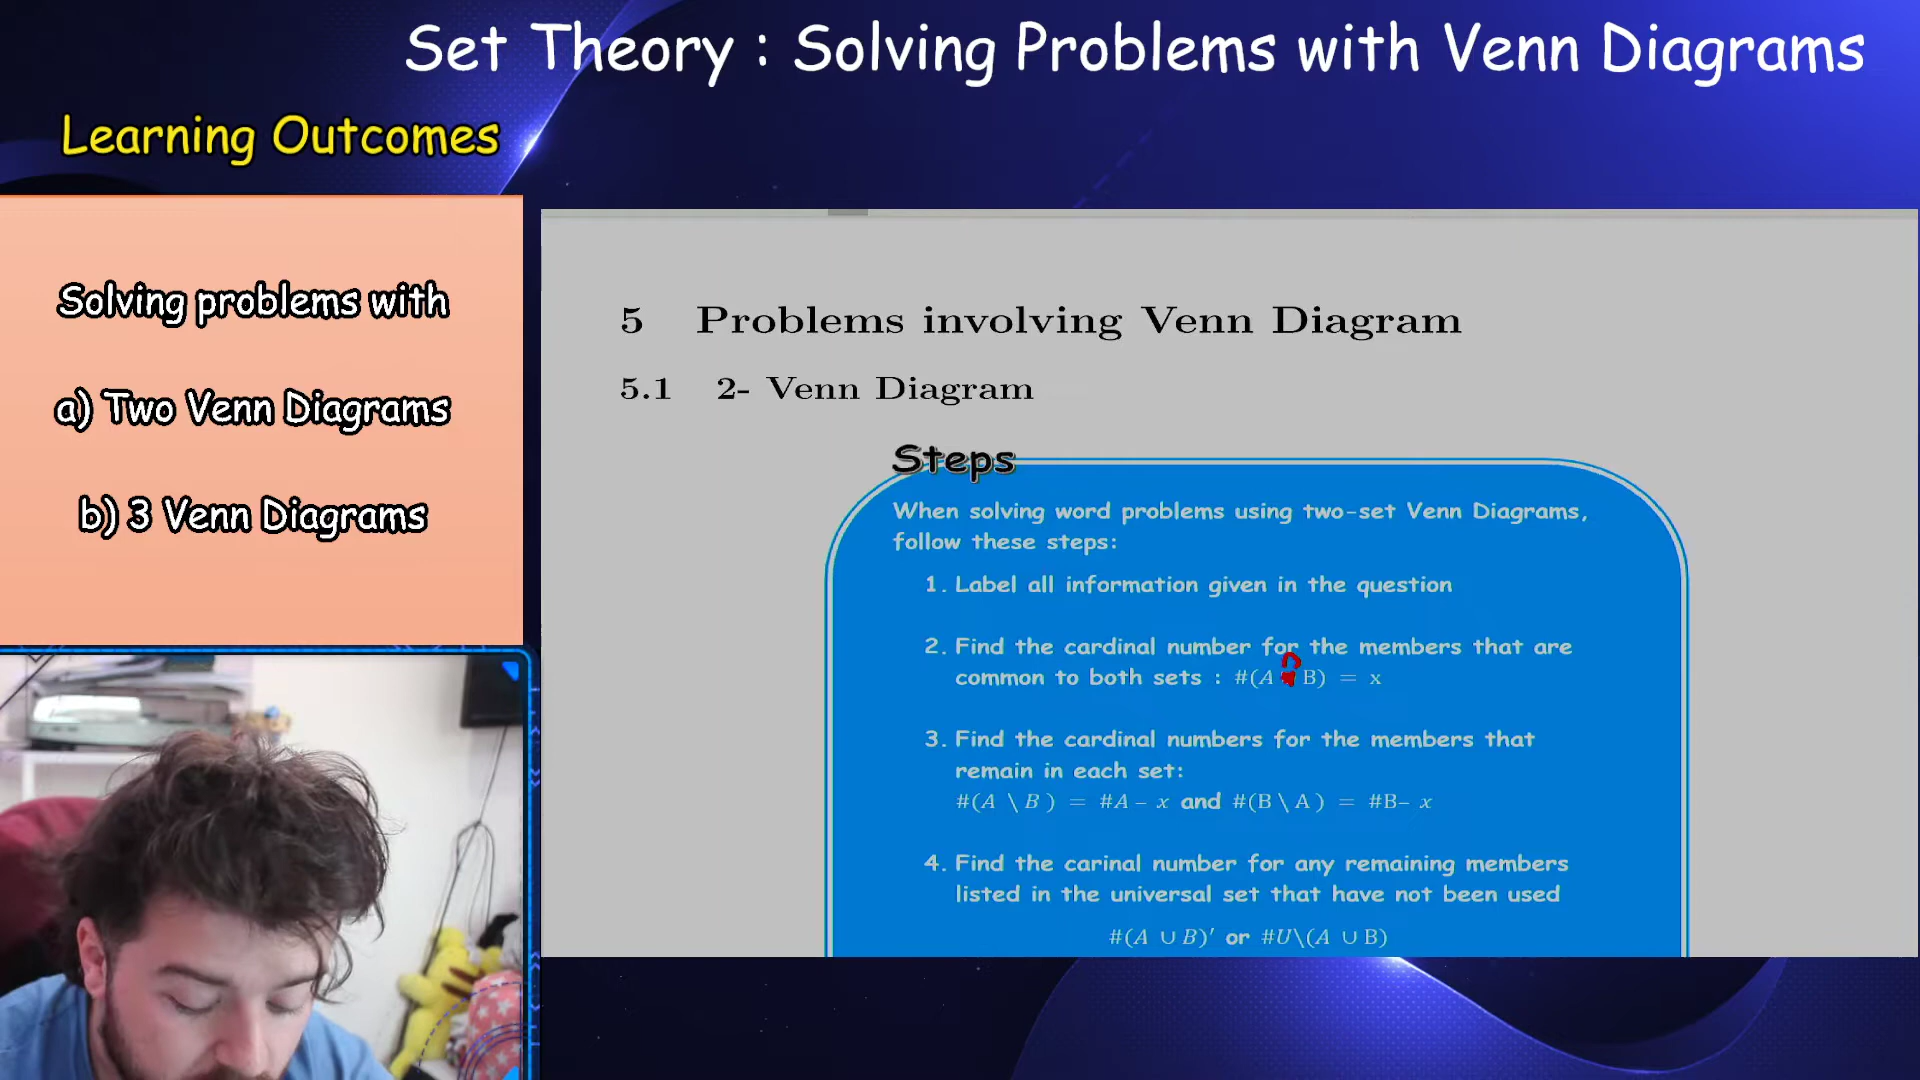 Set Theory : Solving Problems with Venn Diagrams
Learning Outcomes
Solving problems with
a) Two Venn Diagrams
b) 3 Venn Diagrams
5 Problems involving Venn Diagram
5.1 2- Venn Diagram
Steps
When solving word problems using two-set Venn Diagrams,
follow these steps:
1. Label all information given in the question
2. Find the cardinal number for the members that are
common to both sets : #(A ∩ B) = x
3. Find the cardinal numbers for the members that
remain in each set:
#(A \ B ) = #A – x and #(B \ A ) = #B– x
4. Find the carinal number for any remaining members
listed in the universal set that have not been used
#(A ∪ B)′ or #U\(A ∪ B)